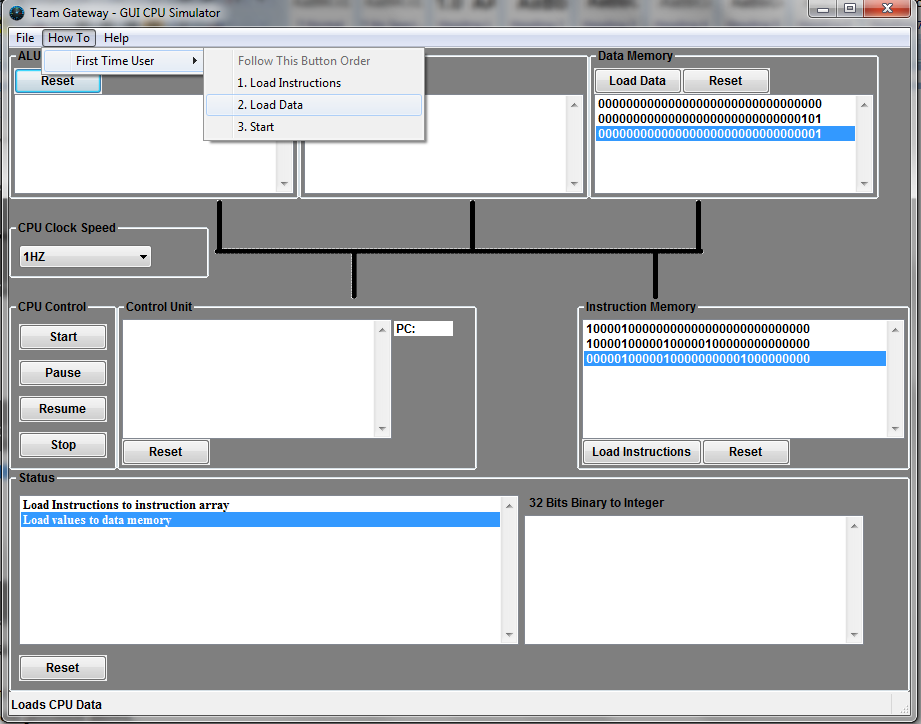 Team Gateway - GUI CPU Simulator
File How To Help
First Time User
Follow This Button Order
1. Load Instructions
2. Load Data
3. Start
ALU
Reset
Data Memory
Load Data Reset
00000000000000000000000000000000
00000000000000000000000000000101
00000000000000000000000000000001
CPU Clock Speed
1HZ
CPU Control
Start
Pause
Resume
Stop
Control Unit
PC:
Reset
Instruction Memory
10000100000000000000000000000000
10000100000100000100000000000000
00000100000100000000001000000000
Load Instructions Reset
Status
Load Instructions to instruction array
Load values to data memory
32 Bits Binary to Integer
Reset
Loads CPU Data